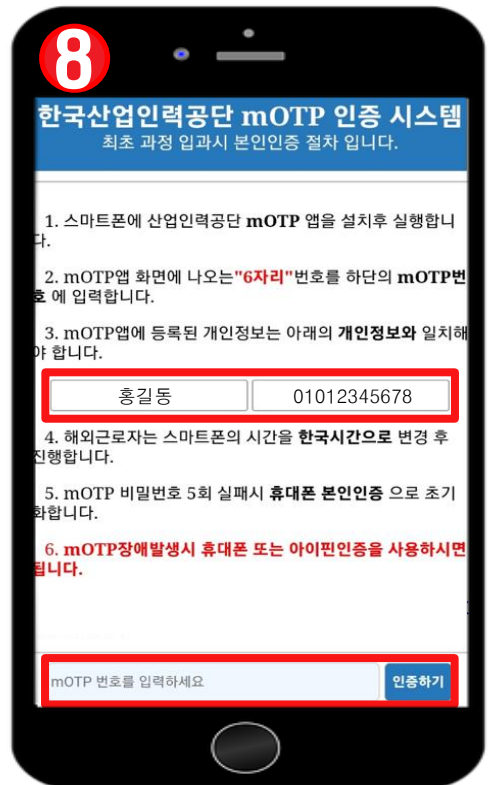 8
한국산업인력공단 mOTP 인증 시스템
최초 과정 입과시 본인인증 절차 입니다.
1. 스마트폰에 산업인력공단 mOTP 앱을 설치후 실행합니
다.
2. mOTP앱 화면에 나오는"6자리"번호를 하단의 mOTP번
호 에 입력합니다.
3. mOTP앱에 등록된 개인정보는 아래의 개인정보와 일치해
야 합니다.
홍길동 01012345678
4. 해외근로자는 스마트폰의 시간을 한국시간으로 변경 후
진행합니다.
5. mOTP 비밀번호 5회 실패시 휴대폰 본인인증 으로 초기
화합니다.
6. mOTP장애발생시 휴대폰 또는 아이핀인증을 사용하시면
됩니다.
mOTP 번호를 입력하세요 인증하기